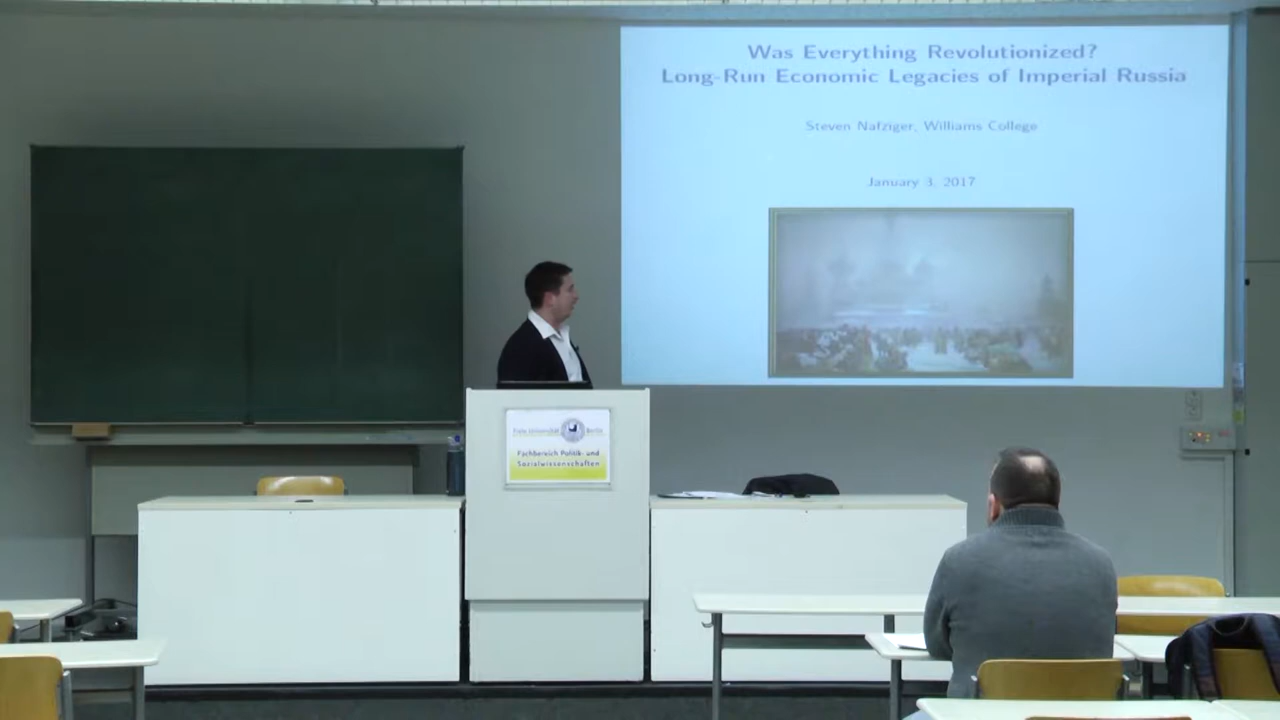 Was Everything Revolutionized?
Long-Run Economic Legacies of Imperial Russia
Steven Nafziger, Williams College
January 3, 2017
Freie Universität Berlin
Fachbereich Politik- und
Sozialwissenschaften